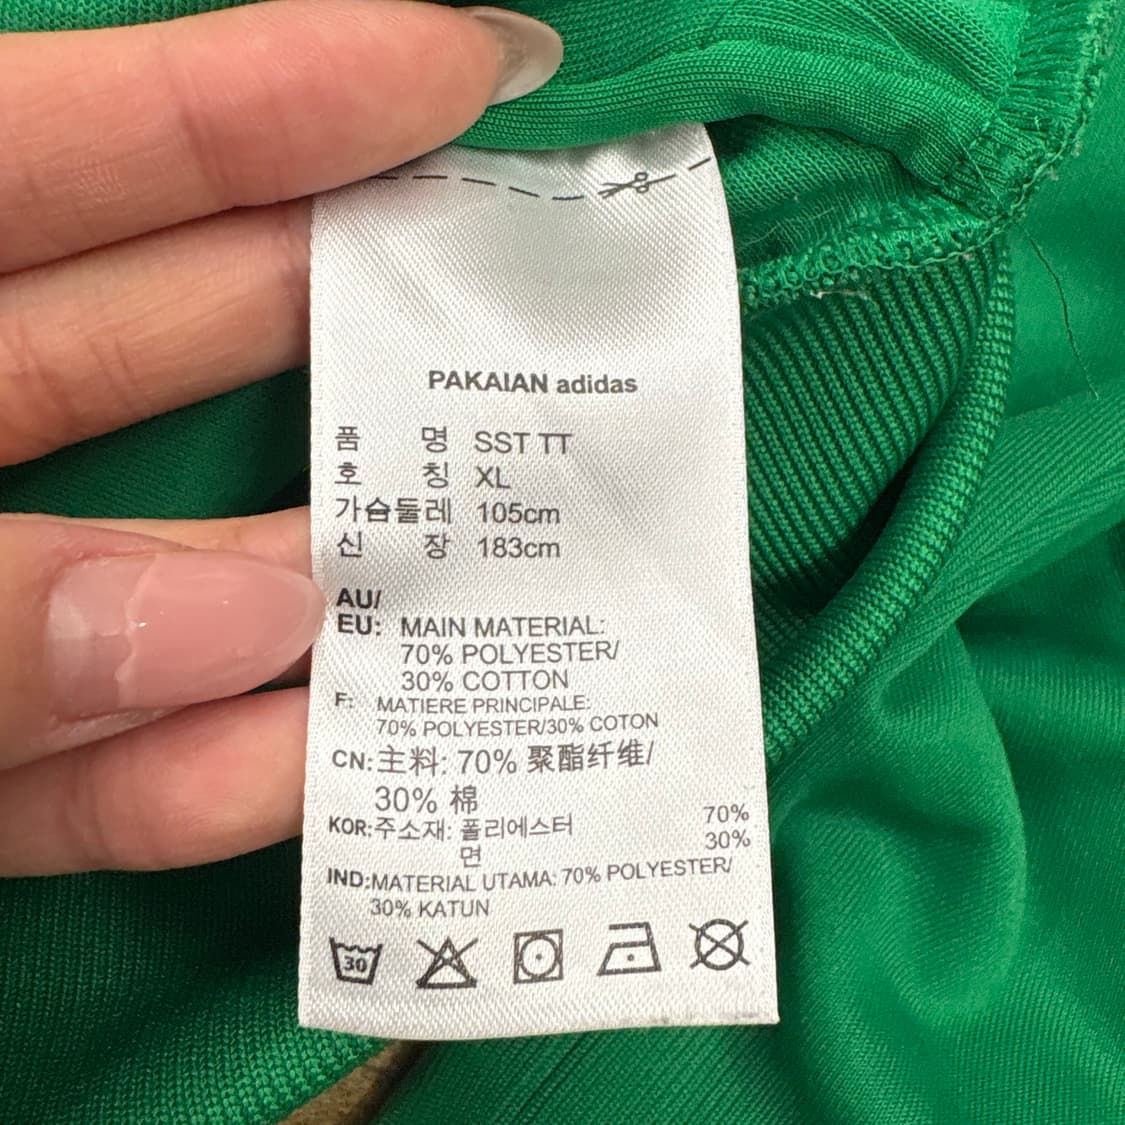 PAKAIAN adidas
품 명 SST TT
호 칭 XL
가슴둘레 105cm
신 장 183cm
AU/
EU: MAIN MATERIAL:
70% POLYESTER/
30% COTTON
F: MATIERE PRINCIPALE:
70% POLYESTER/30% COTON
CN:主料: 70% 聚酯纤维/
30% 棉
KOR:주소재: 폴리에스터 70%
면 30%
IND:MATERIAL UTAMA: 70% POLYESTER/
30% KATUN
30